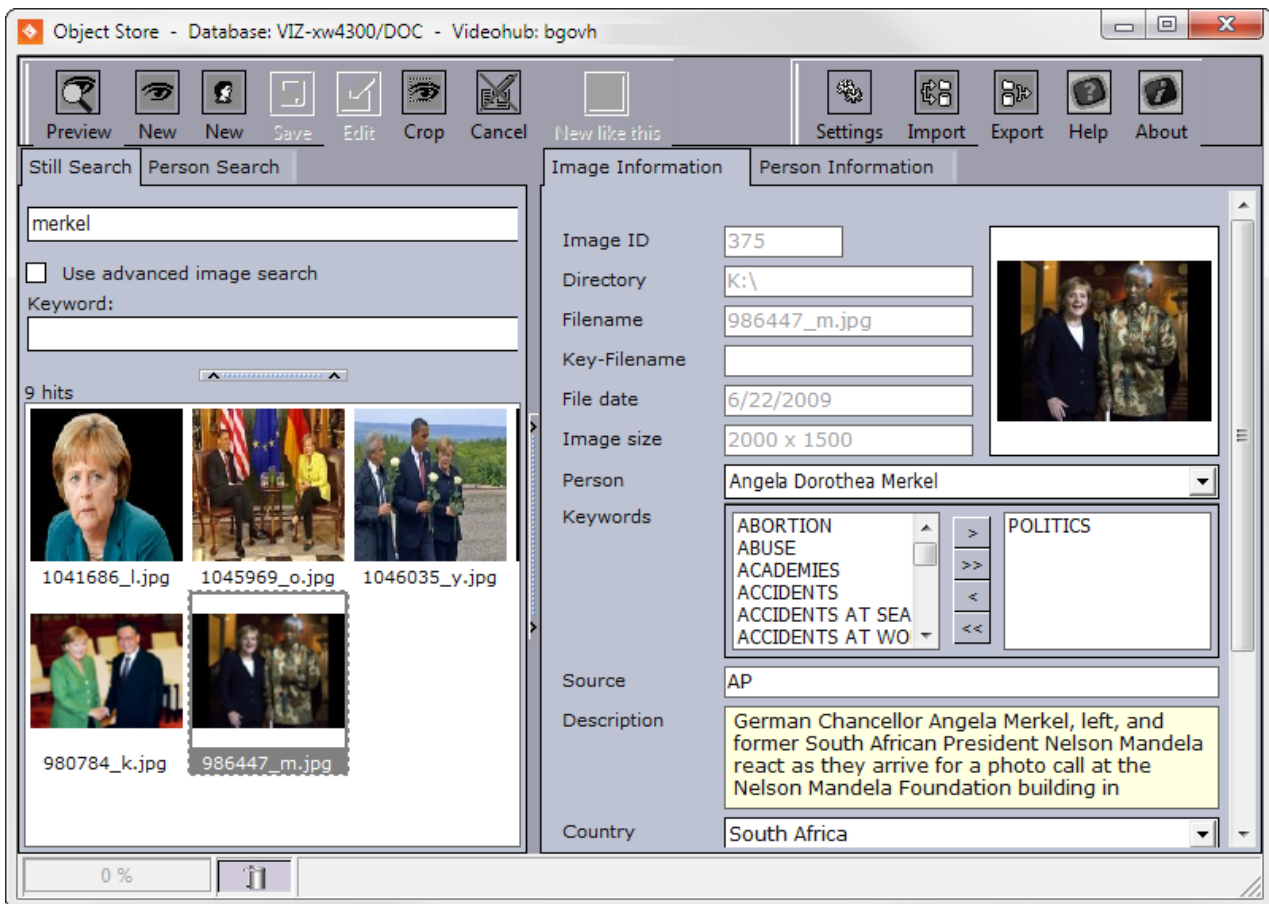 Object Store - Database: VIZ-xw4300/DOC - Videohub: bgovh
Preview New New Save Edit Crop Cancel New like this Settings Import Export Help About
Still Search Person Search
merkel
Use advanced image search
Keyword:
9 hits
1041686_l.jpg 1045969_o.jpg 1046035_y.jpg
980784_k.jpg 986447_m.jpg
Image Information Person Information
Image ID 375
Directory K:\
Filename 986447_m.jpg
Key-Filename
File date 6/22/2009
Image size 2000 x 1500
Person Angela Dorothea Merkel
Keywords
ABORTION
ABUSE
ACADEMIES
ACCIDENTS
ACCIDENTS AT SEA
ACCIDENTS AT WO
>
>>
<
<<
POLITICS
Source AP
Description
German Chancellor Angela Merkel, left, and
former South African President Nelson Mandela
react as they arrive for a photo call at the
Nelson Mandela Foundation building in
Country South Africa
0 %